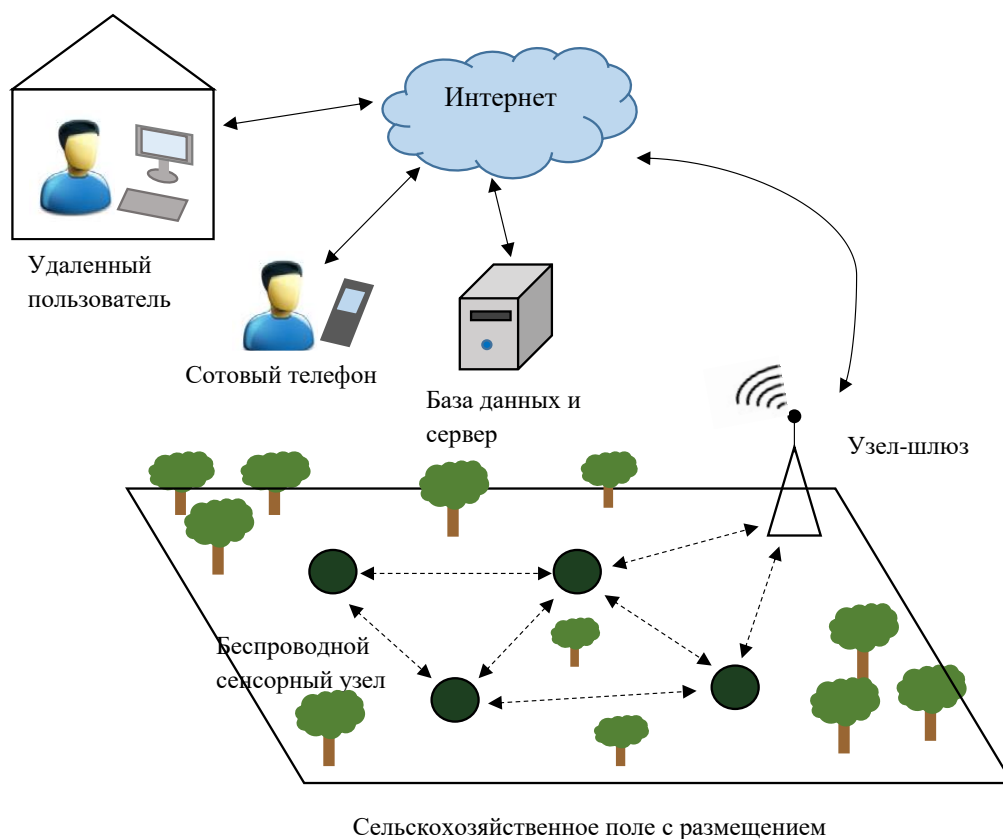 Интернет
Удаленный
пользователь
Сотовый телефон
База данных и
сервер
Узел-шлюз
Беспроводной
сенсорный узел
Сельскохозяйственное поле с размещением